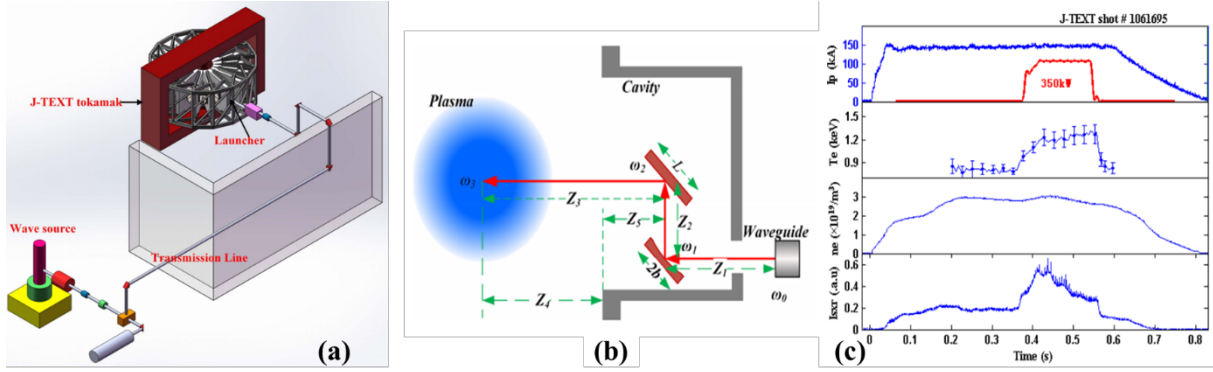 J-TEXT tokamak
Launcher
Wave source
Transmission Line
(a)
Cavity
Plasma
ω2
L
ω3
Z3
Z5
Z2
Waveguide
ω1
2b
Z1
ω0
Z4
(b)
J-TEXT shot # 1061695
Ip (kA)
150
100
50
0
350kW
Te (keV)
1.5
1.2
0.9
ne (×10¹⁹/m³)
3
2
1
0
Isxr (.a.u)
0.6
0.4
0.2
0
0 0.1 0.2 0.3 0.4 0.5 0.6 0.7 0.8
Time (s)
(c)